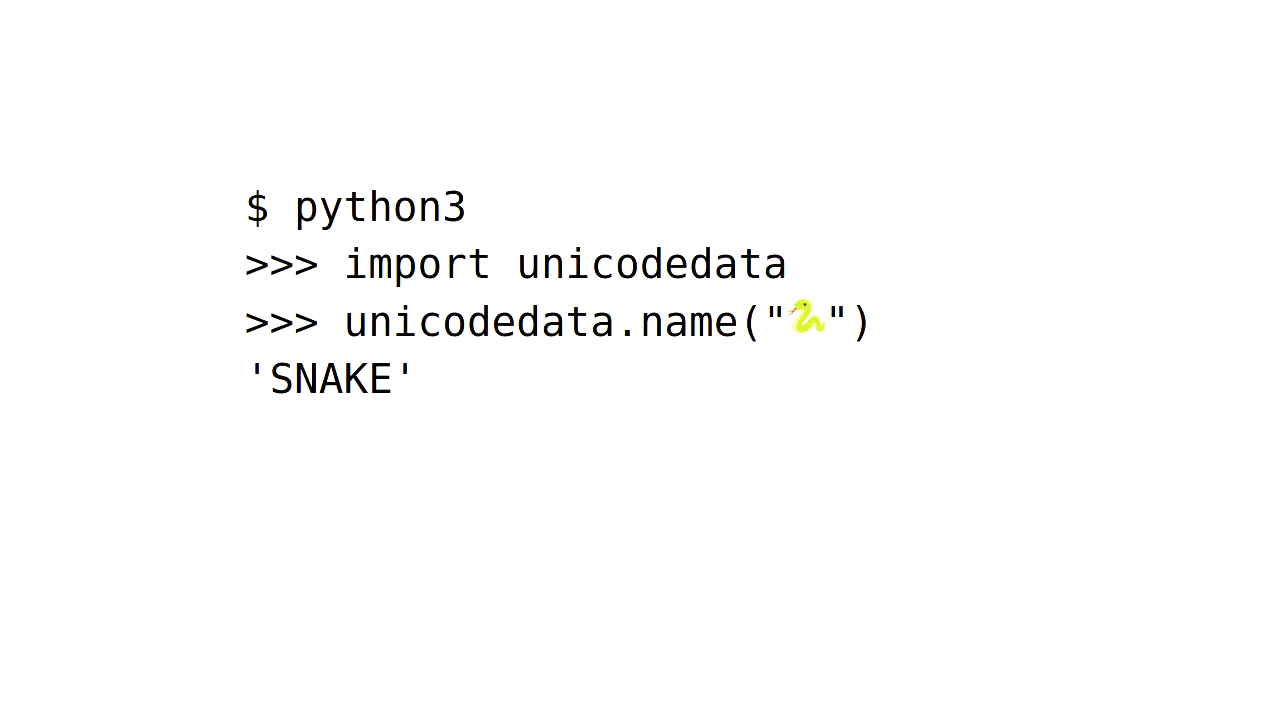 $ python3
>>> import unicodedata
>>> unicodedata.name("🐍")
'SNAKE'